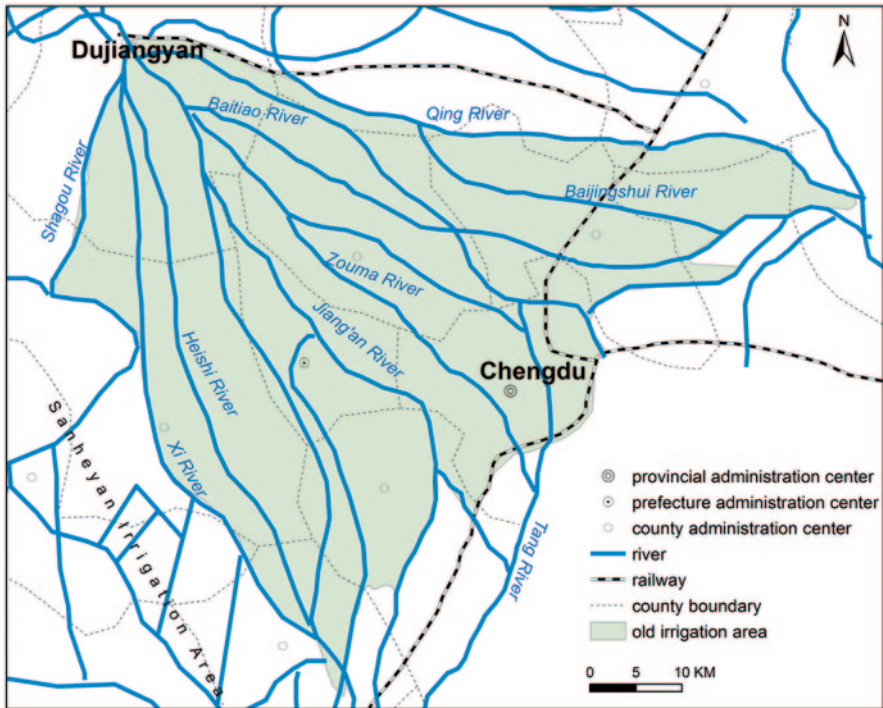 N
Dujiangyan
Baitiao River
Qing River
Shagou River
Baijingshui River
Zouma River
Jiang'an River
Heishi River
Chengdu
Sanheyan Irrigation Area
Xi River
Tang River
provincial administration center
prefecture administration center
county administration center
river
railway
county boundary
old irrigation area
0 5 10 KM